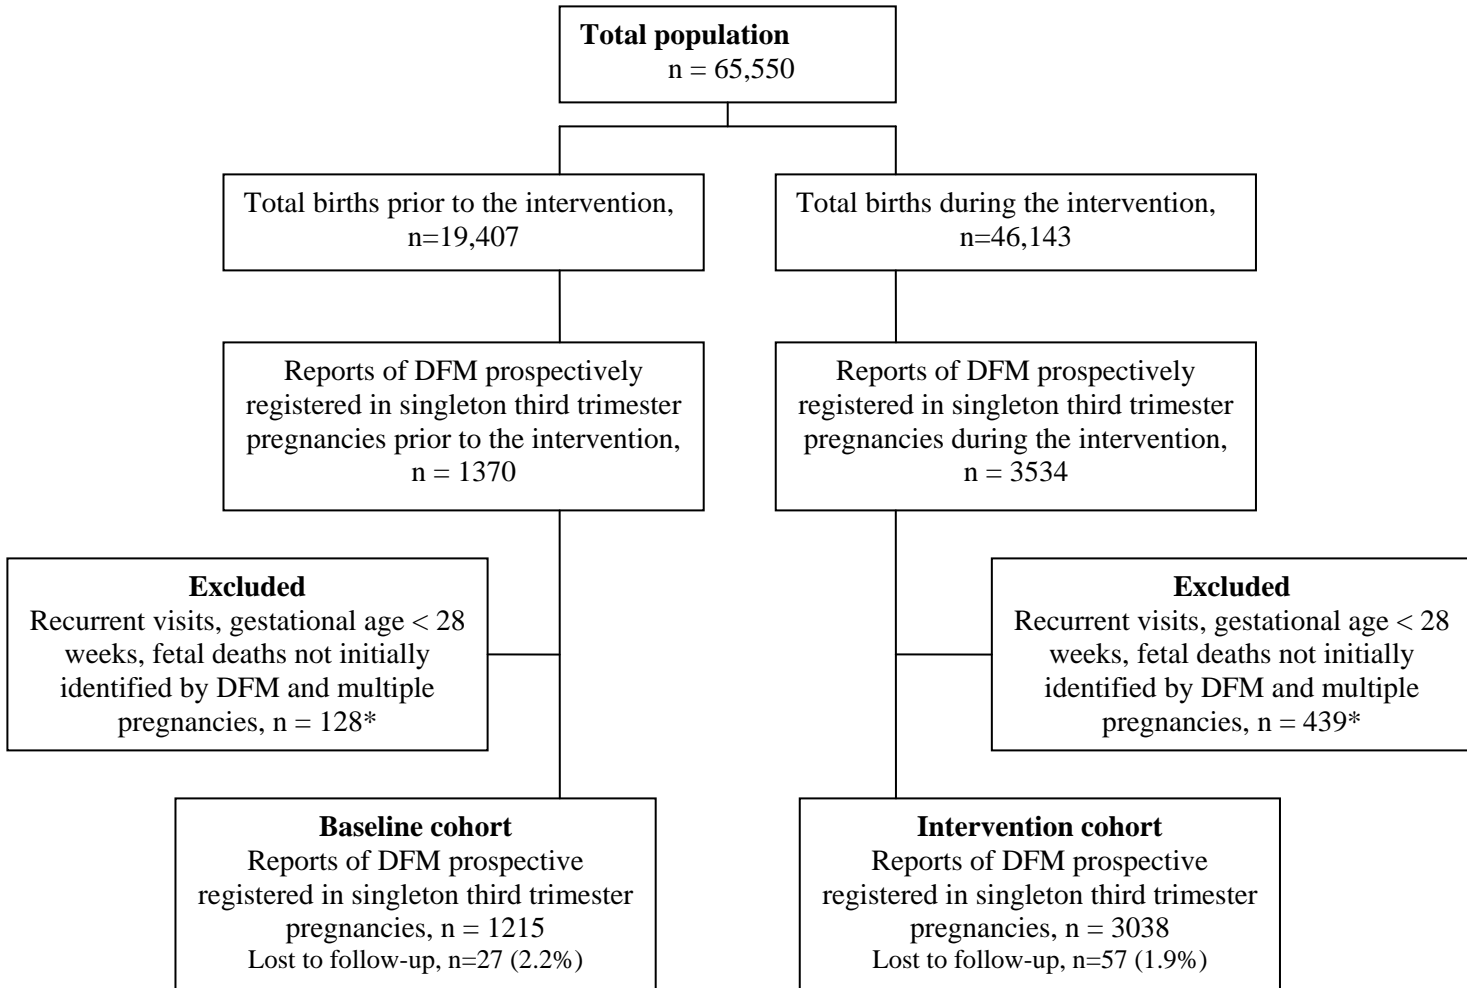 Total population
n = 65,550
Total births prior to the intervention,
n=19,407
Total births during the intervention,
n=46,143
Reports of DFM prospectively
registered in singleton third trimester
pregnancies prior to the intervention,
n = 1370
Reports of DFM prospectively
registered in singleton third trimester
pregnancies during the intervention,
n = 3534
Excluded
Recurrent visits, gestational age < 28
weeks, fetal deaths not initially
identified by DFM and multiple
pregnancies, n = 128*
Excluded
Recurrent visits, gestational age < 28
weeks, fetal deaths not initially
identified by DFM and multiple
pregnancies, n = 439*
Baseline cohort
Reports of DFM prospective
registered in singleton third trimester
pregnancies, n = 1215
Lost to follow-up, n=27 (2.2%)
Intervention cohort
Reports of DFM prospective
registered in singleton third trimester
pregnancies, n = 3038
Lost to follow-up, n=57 (1.9%)